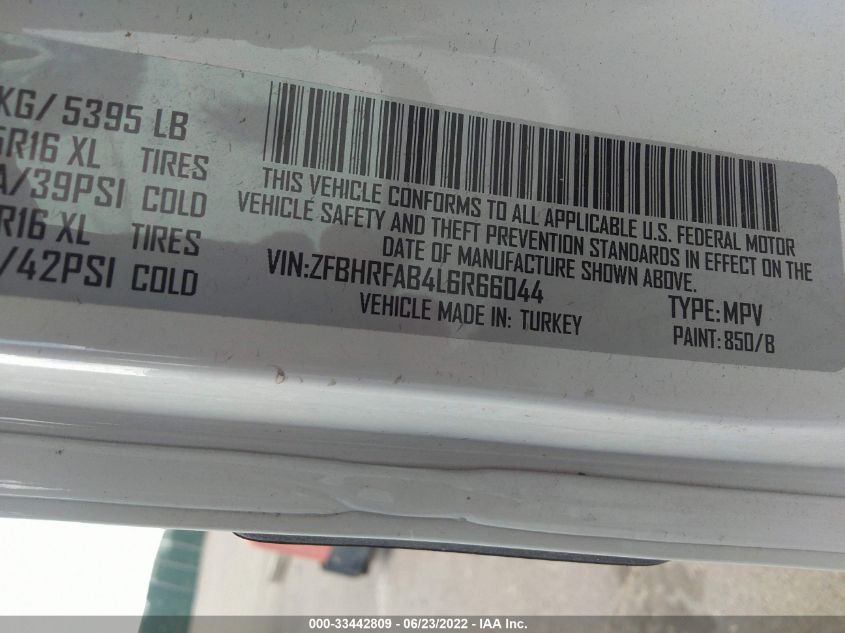 KG/ 5395 LB
R16 XL TIRES
/39PSI COLD
R16 XL TIRES
/42PSI COLD
THIS VEHICLE CONFORMS TO ALL APPLICABLE U.S. FEDERAL MOTOR
VEHICLE SAFETY AND THEFT PREVENTION STANDARDS IN EFFECT ON THE
DATE OF MANUFACTURE SHOWN ABOVE.
VIN:ZFBHRFAB4L6R66044
TYPE:MPV
VEHICLE MADE IN: TURKEY
PAINT:850/B
000-33442809 - 06/23/2022 - IAA Inc.